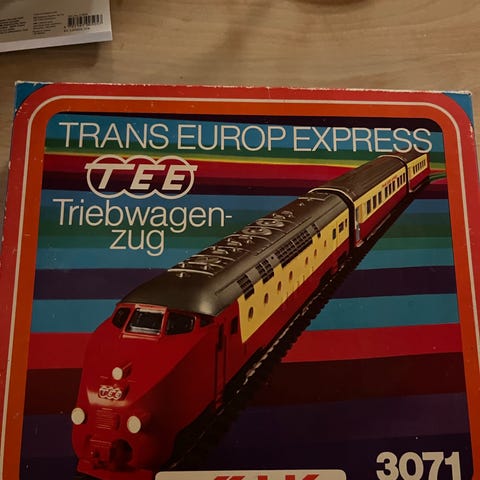 TRANS EUROP EXPRESS
TEE
Triebwagen-
zug
TEE
3071